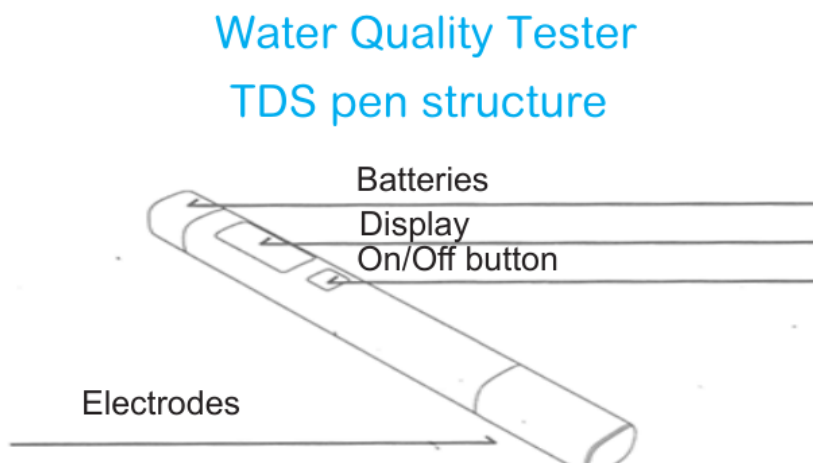 Water Quality Tester
TDS pen structure
Batteries
Display
On/Off button
Electrodes